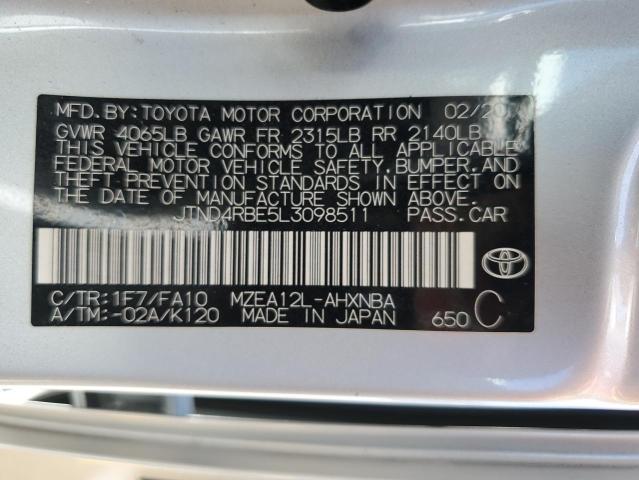 MFD.BY:TOYOTA MOTOR CORPORATION 02/20
GVWR 4065LB GAWR FR 2315LB RR 2140LB
THIS VEHICLE CONFORMS TO ALL APPLICABLE
FEDERAL MOTOR VEHICLE SAFETY,BUMPER,AND
THEFT PREVENTION STANDARDS IN EFFECT ON
THE DATE OF MANUFACTURE SHOWN ABOVE.
JTND4RBE5L3098511 PASS.CAR
C/TR:1F7/FA10 MZEA12L-AHXNBA
A/TM:-02A/K120 MADE IN JAPAN 650 C